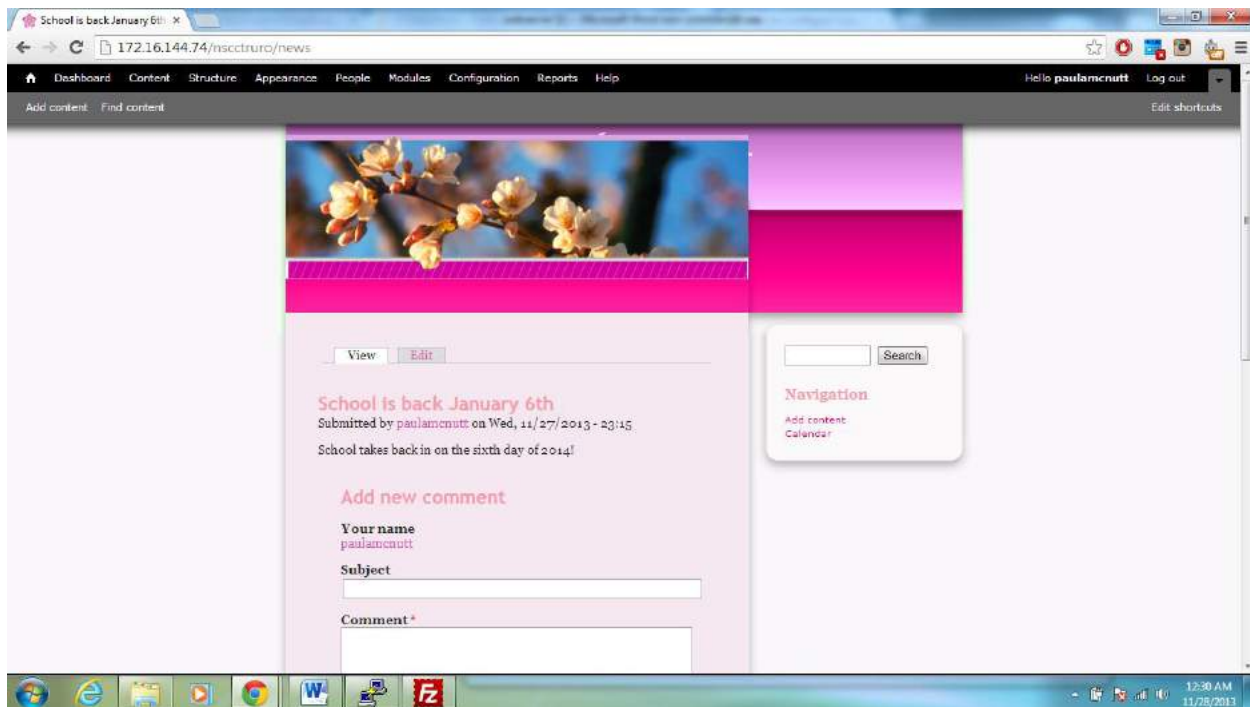 School is back January 6th
172.16.144.74/nscctruro/news
Dashboard Content Structure Appearance People Modules Configuration Reports Help
Hello paulamcnutt Log out
Add content Find content
Edit shortcuts
View Edit
School is back January 6th
Submitted by paulamcnutt on Wed, 11/27/2013 - 23:15
School takes back in on the sixth day of 2014!
Add new comment
Your name
paulamcnutt
Subject
Comment *
Search
Navigation
Add content
Calendar
12:30 AM
11/28/2013